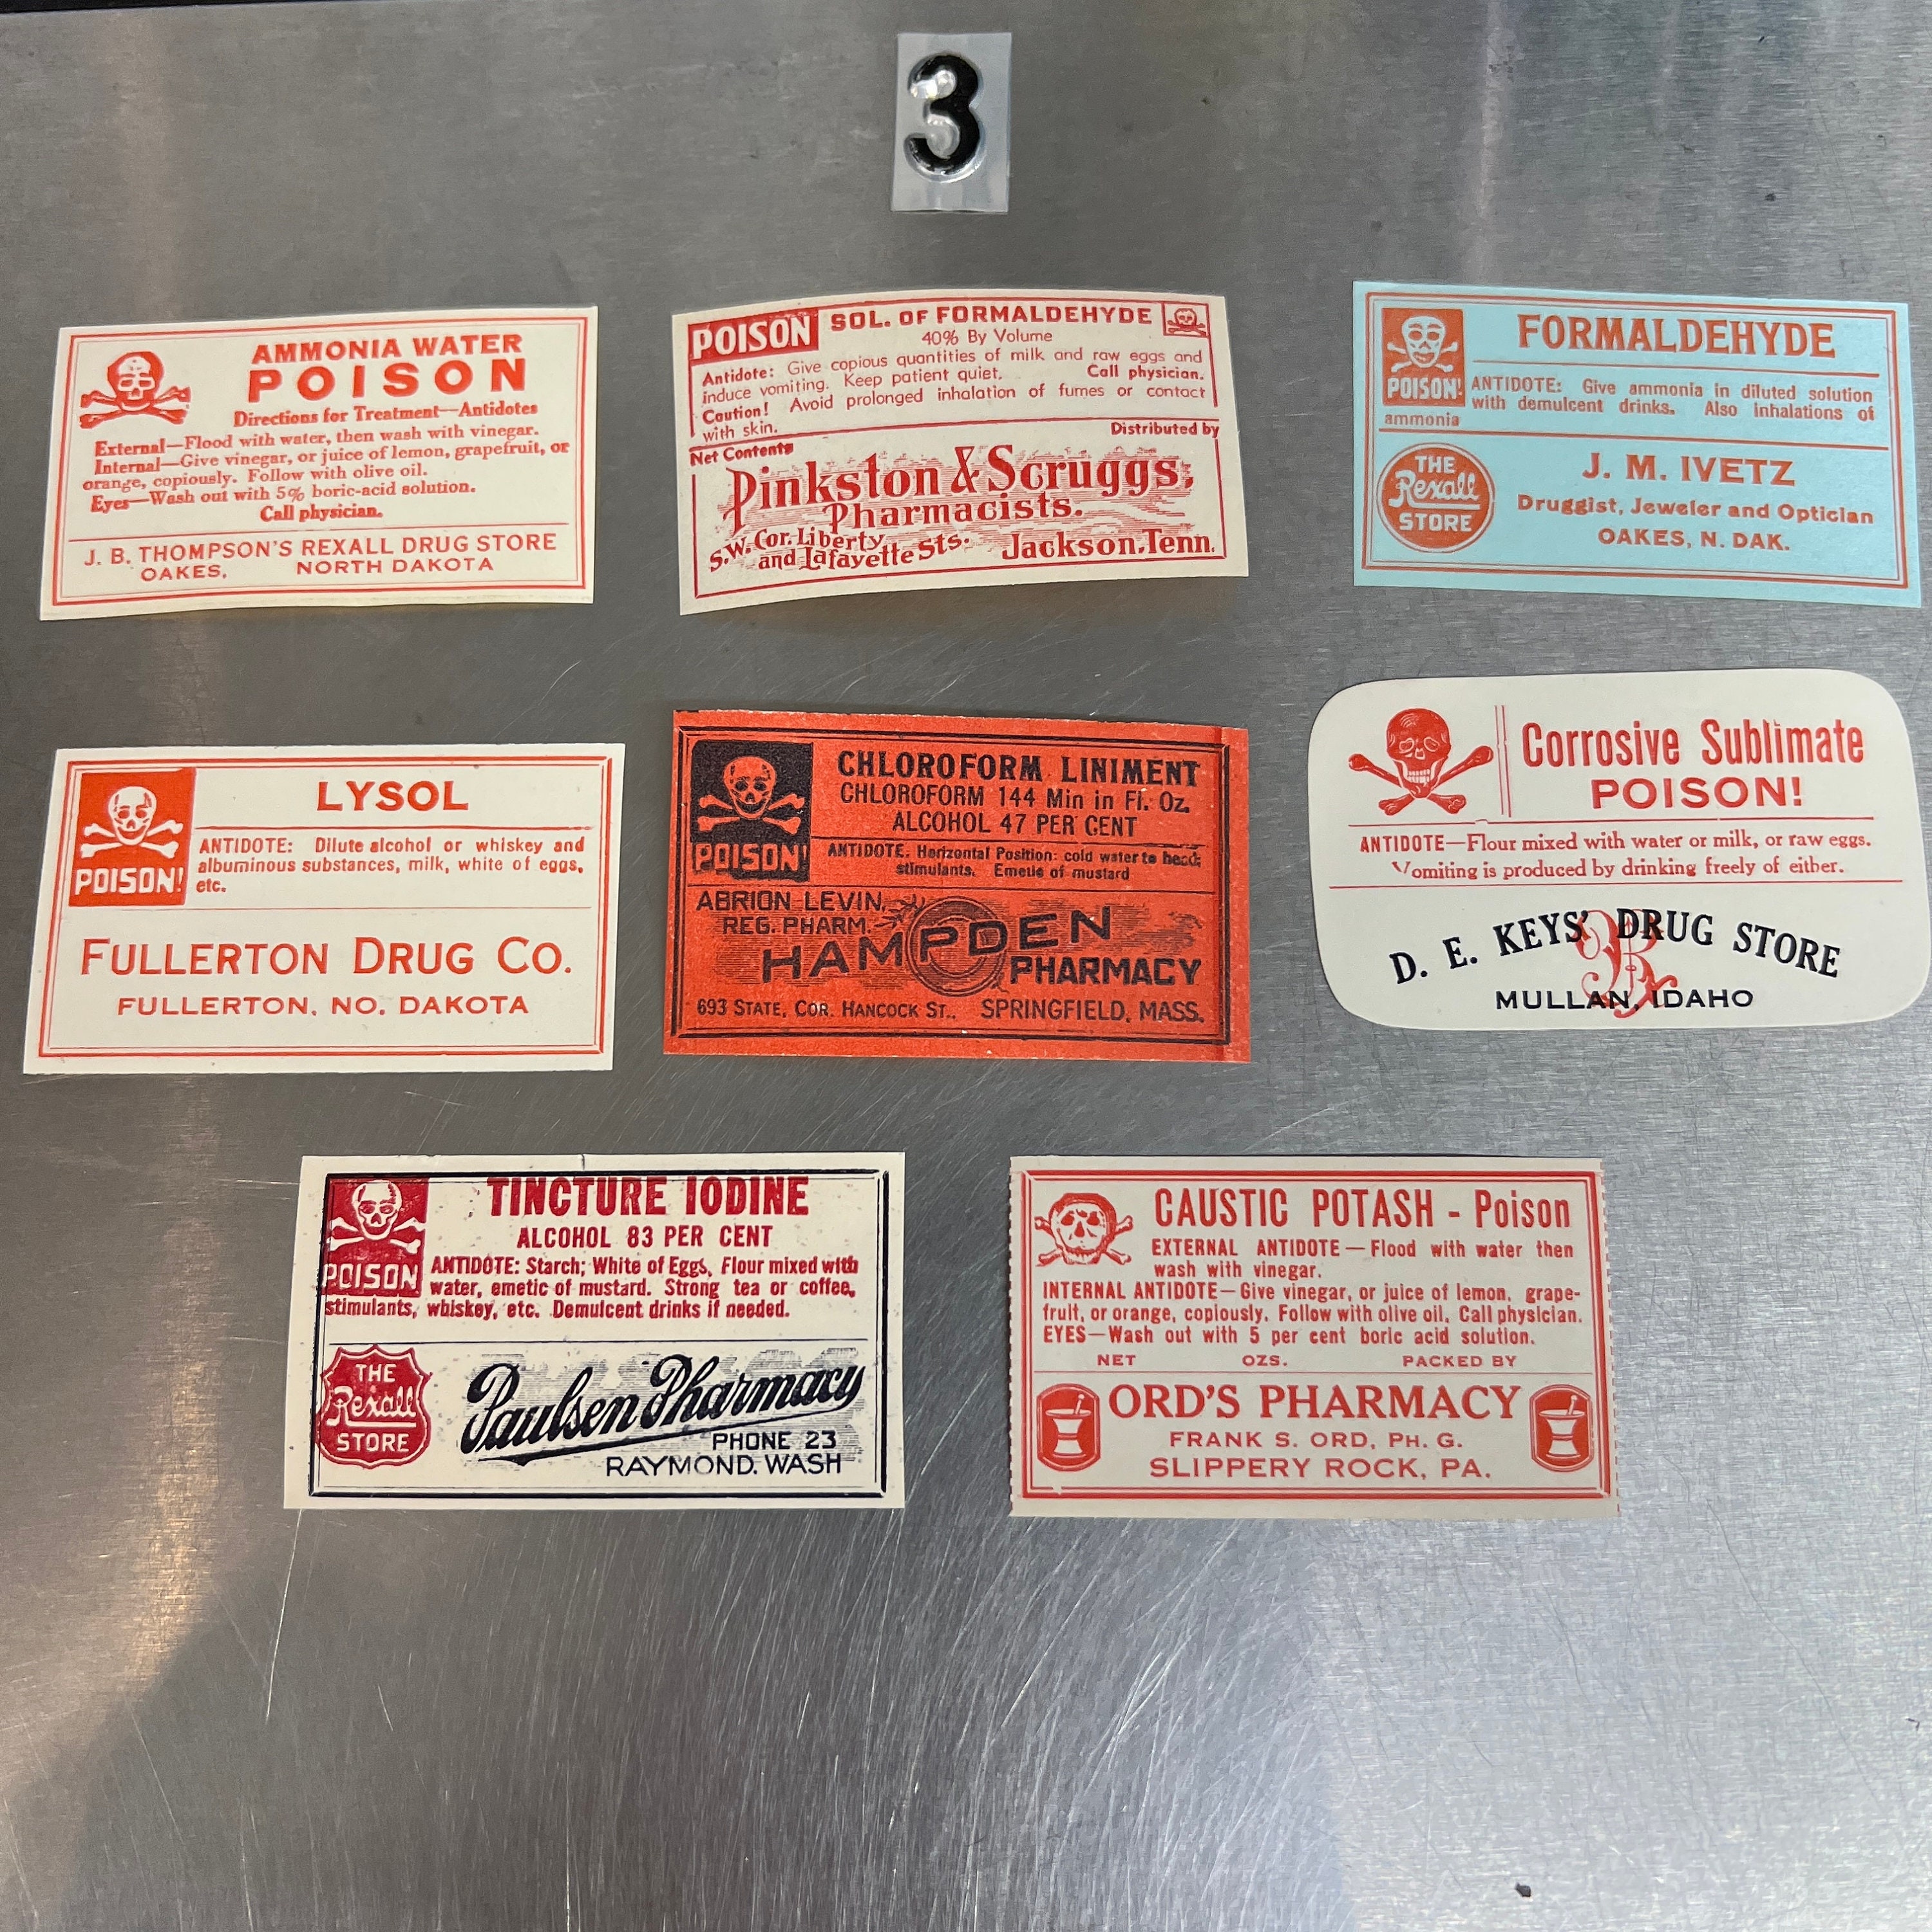 3
AMMONIA WATER
POISON
Directions for Treatment—Antidotes
External—Flood with water, then wash with vinegar.
Internal—Give vinegar, or juice of lemon, grapefruit, or
orange, copiously. Follow with olive oil.
Eyes—Wash out with 5% boric-acid solution.
Call physician.
J. B. THOMPSON'S REXALL DRUG STORE
OAKES, NORTH DAKOTA
POISON SOL. OF FORMALDEHYDE
40% By Volume
Antidote: Give copious quantities of milk and raw eggs and
induce vomiting. Keep patient quiet. Call physician.
Caution! Avoid prolonged inhalation of fumes or contact
with skin.
Distributed by
Net Contents
Pinkston & Scruggs,
Pharmacists.
S.W. Cor. Liberty
and Lafayette Sts. Jackson, Tenn.
FORMALDEHYDE
POISON!
ANTIDOTE: Give ammonia in diluted solution
with demulcent drinks. Also inhalations of
ammonia
THE
Rexall
STORE
J. M. IVETZ
Druggist, Jeweler and Optician
OAKES, N. DAK.
LYSOL
POISON!
ANTIDOTE: Dilute alcohol or whiskey and
albuminous substances, milk, white of eggs,
etc.
FULLERTON DRUG CO.
FULLERTON, NO. DAKOTA
CHLOROFORM LINIMENT
CHLOROFORM 144 Min in Fl. Oz.
ALCOHOL 47 PER CENT
POISON!
ANTIDOTE. Horizontal Position: cold water to head;
stimulants. Emetic of mustard
ABRION LEVIN,
REG. PHARM.
HAMPDEN
PHARMACY
693 STATE, COR. HANCOCK ST., SPRINGFIELD, MASS.
Corrosive Sublimate
POISON!
ANTIDOTE—Flour mixed with water or milk, or raw eggs.
Vomiting is produced by drinking freely of either.
D. E. KEYS' DRUG STORE
MULLAN, IDAHO
TINCTURE IODINE
ALCOHOL 83 PER CENT
POISON
ANTIDOTE: Starch; White of Eggs, Flour mixed with
water, emetic of mustard. Strong tea or coffee,
stimulants, whiskey, etc. Demulcent drinks if needed.
THE
Rexall
STORE
Paulsen Pharmacy
PHONE 23
RAYMOND, WASH
CAUSTIC POTASH - Poison
EXTERNAL ANTIDOTE—Flood with water then
wash with vinegar.
INTERNAL ANTIDOTE—Give vinegar, or juice of lemon, grape-
fruit, or orange, copiously. Follow with olive oil. Call physician.
EYES—Wash out with 5 per cent boric acid solution.
NET OZS. PACKED BY
ORD'S PHARMACY
FRANK S. ORD, PH. G.
SLIPPERY ROCK, PA.